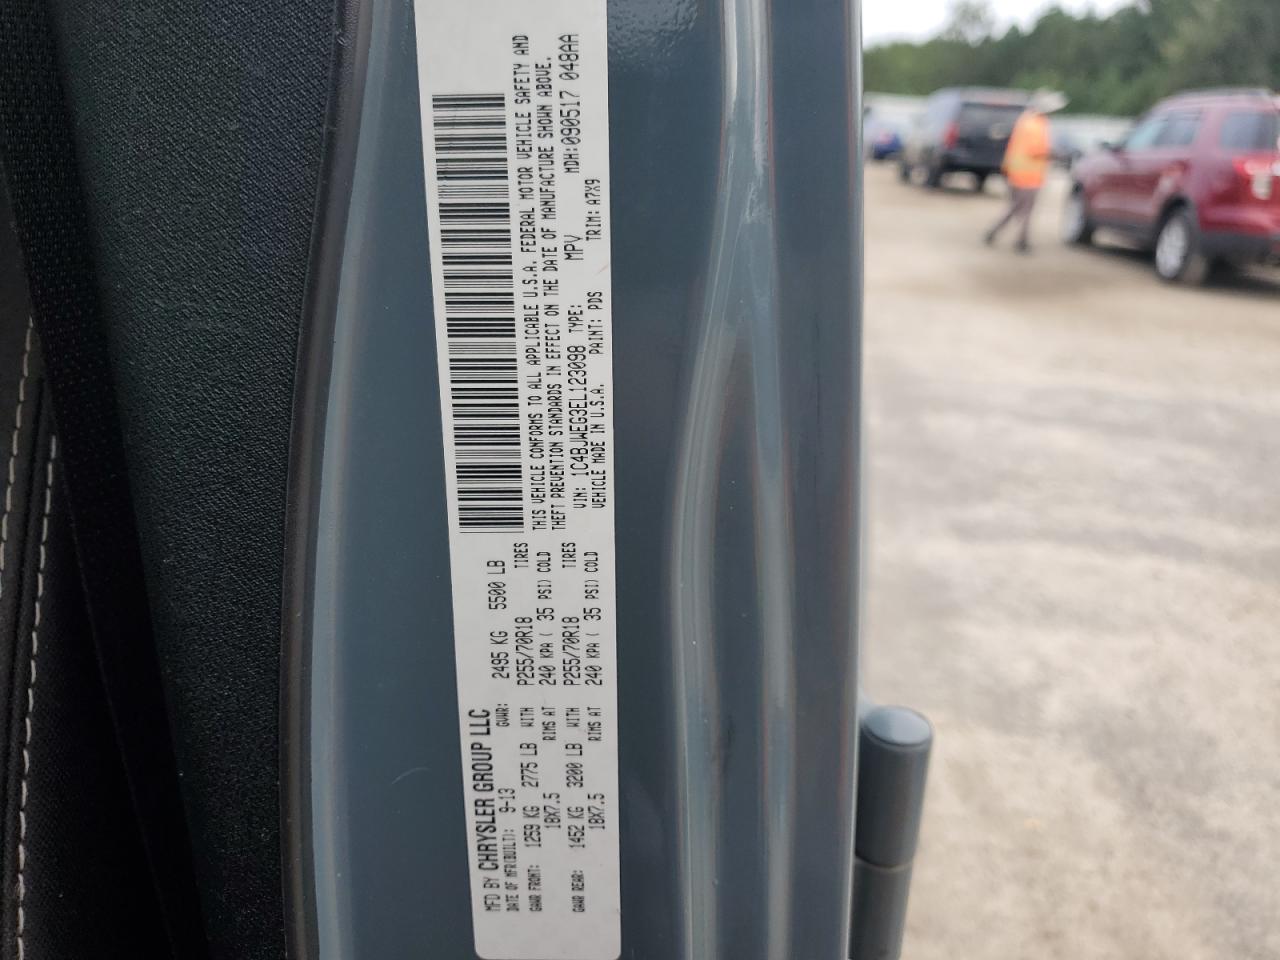 MFD BY CHRYSLER GROUP LLC
DATE OF MFR(BUILT): 9-13 GVWR: 2495 KG 5500 LB
GAWR FRONT: 1259 KG 2775 LB WITH P255/70R18 TIRES
18X7.5 RIMS AT 240 KPA ( 35 PSI) COLD
GAWR REAR: 1452 KG 3200 LB WITH P255/70R18 TIRES
18X7.5 RIMS AT 240 KPA ( 35 PSI) COLD
THIS VEHICLE CONFORMS TO ALL APPLICABLE U.S.A. FEDERAL MOTOR VEHICLE SAFETY AND
THEFT PREVENTION STANDARDS IN EFFECT ON THE DATE OF MANUFACTURE SHOWN ABOVE.
VIN: 1C4BJWEG3EL123098 TYPE: MPV MDH:090517 048AA
VEHICLE MADE IN U.S.A. PAINT: PDS TRIM: A7X9